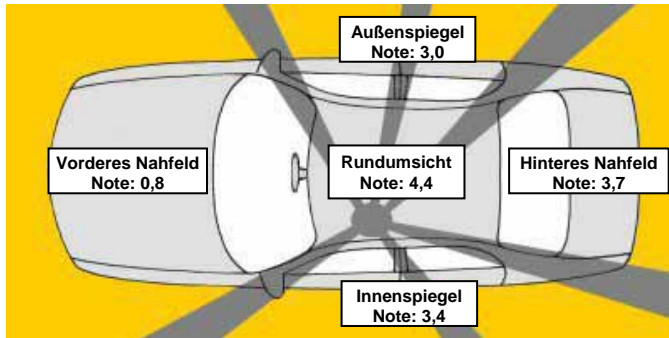 Außenspiegel
Note: 3,0
Vorderes Nahfeld
Note: 0,8
Rundumsicht
Note: 4,4
Hinteres Nahfeld
Note: 3,7
Innenspiegel
Note: 3,4